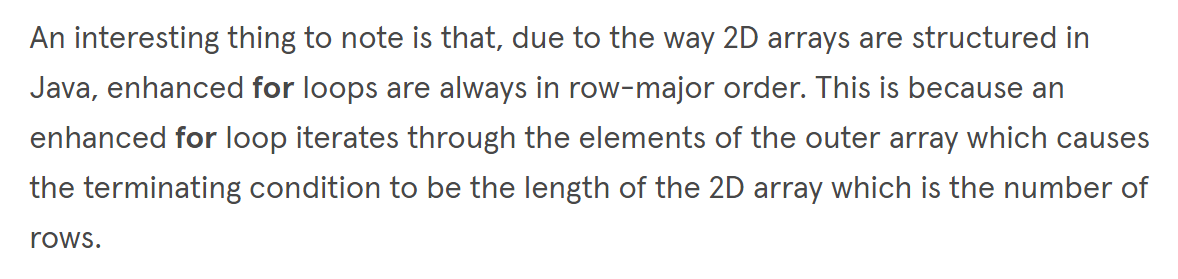 An interesting thing to note is that, due to the way 2D arrays are structured in
Java, enhanced for loops are always in row-major order. This is because an
enhanced for loop iterates through the elements of the outer array which causes
the terminating condition to be the length of the 2D array which is the number of
rows.